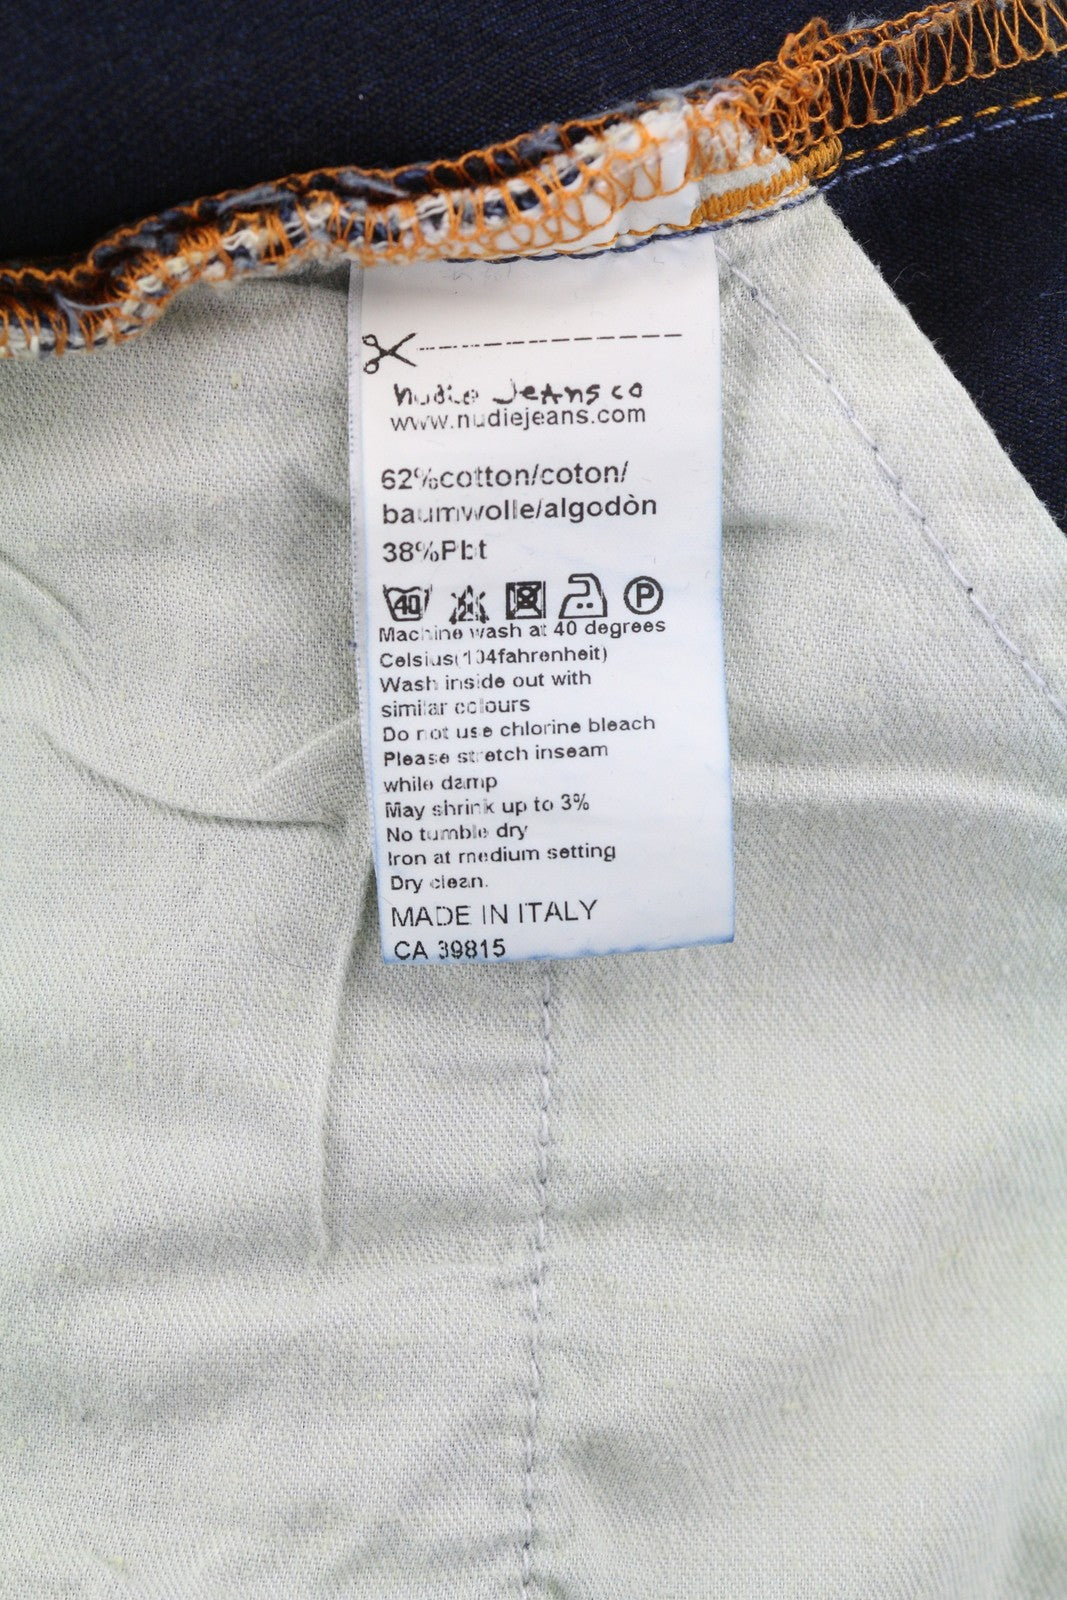 nudie Jeans co
www.nudiejeans.com
62%cotton/coton/
baumwolle/algodòn
38%Pbt
40 P
Machine wash at 40 degrees
Celsius(104fahrenheit)
Wash inside out with
similar colours
Do not use chlorine bleach
Please stretch inseam
while damp
May shrink up to 3%
No tumble dry
Iron at medium setting
Dry clean.
MADE IN ITALY
CA 39815